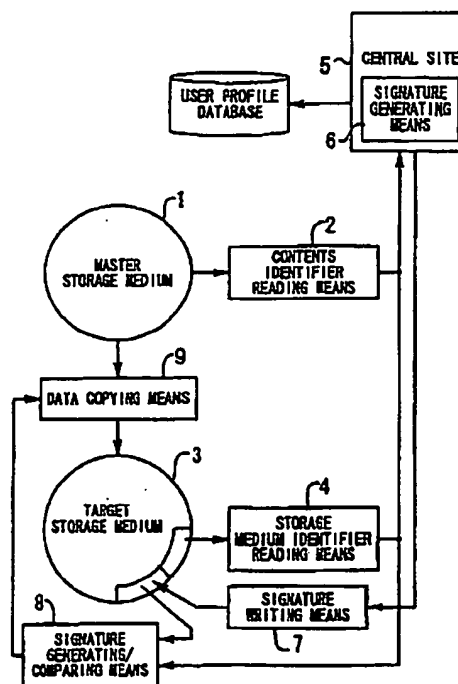 5
CENTRAL SITE
SIGNATURE
GENERATING
MEANS
6
USER PROFILE
DATABASE
1
MASTER
STORAGE MEDIUM
2
CONTENTS
IDENTIFIER
READING MEANS
9
DATA COPYING MEANS
3
TARGET
STORAGE MEDIUM
4
STORAGE
MEDIUM IDENTIFIER
READING MEANS
SIGNATURE
WRITING MEANS
7
8
SIGNATURE
GENERATING/
COMPARING MEANS